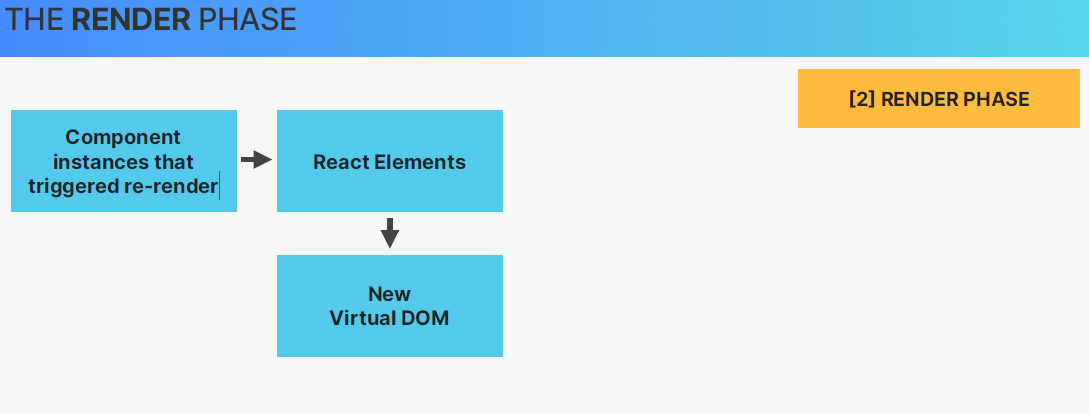 THE RENDER PHASE
[2] RENDER PHASE
Component
instances that
triggered re-render
React Elements
New
Virtual DOM